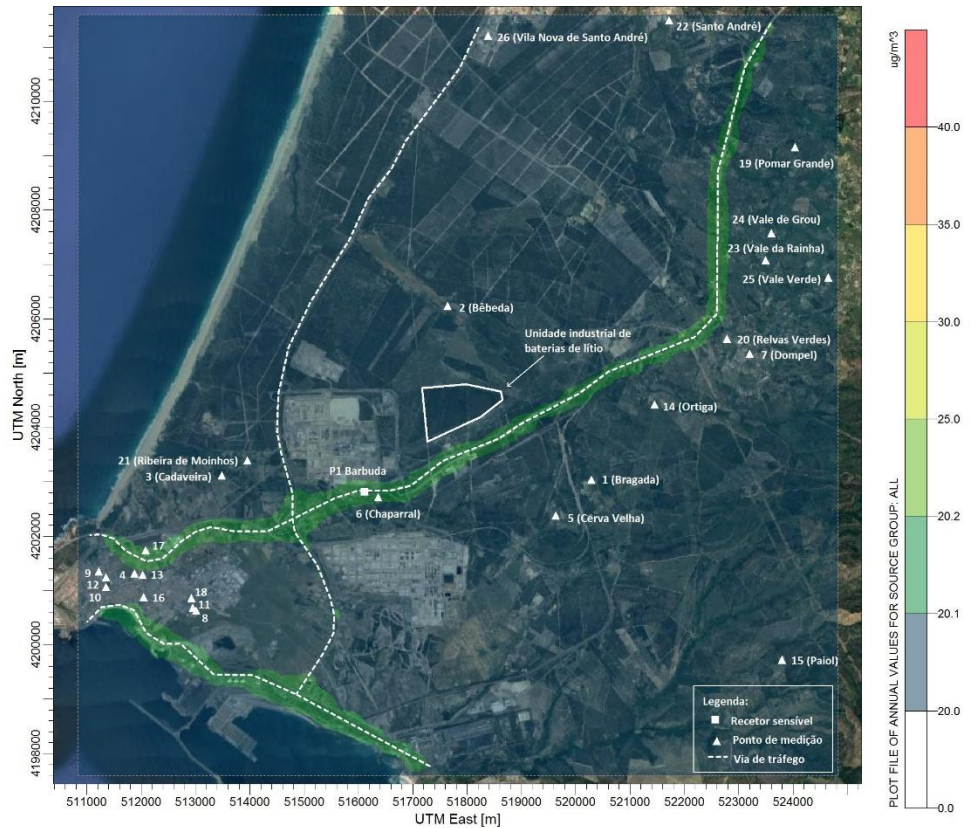 26 (Vila Nova de Santo André)
22 (Santo André)
19 (Pomar Grande)
24 (Vale de Grou)
23 (Vale da Rainha)
25 (Vale Verde)
2 (Bêbeda)
Unidade industrial de
baterias de lítio
20 (Relvas Verdes)
7 (Dompel)
14 (Ortiga)
21 (Ribeira de Moinhos)
3 (Cadaveira)
P1 Barbuda
6 (Chaparral)
1 (Bragada)
5 (Cerva Velha)
17
9
4
13
12
10
16
18
11
8
15 (Paiol)
Legenda:
Recetor sensível
Ponto de medição
Via de tráfego
UTM North [m]
4210000
4208000
4206000
4204000
4202000
4200000
4198000
511000 512000 513000 514000 515000 516000 517000 518000 519000 520000 521000 522000 523000 524000
UTM East [m]
ug/m^3
40.0
35.0
30.0
25.0
20.2
20.1
20.0
0.0
PLOT FILE OF ANNUAL VALUES FOR SOURCE GROUP: ALL